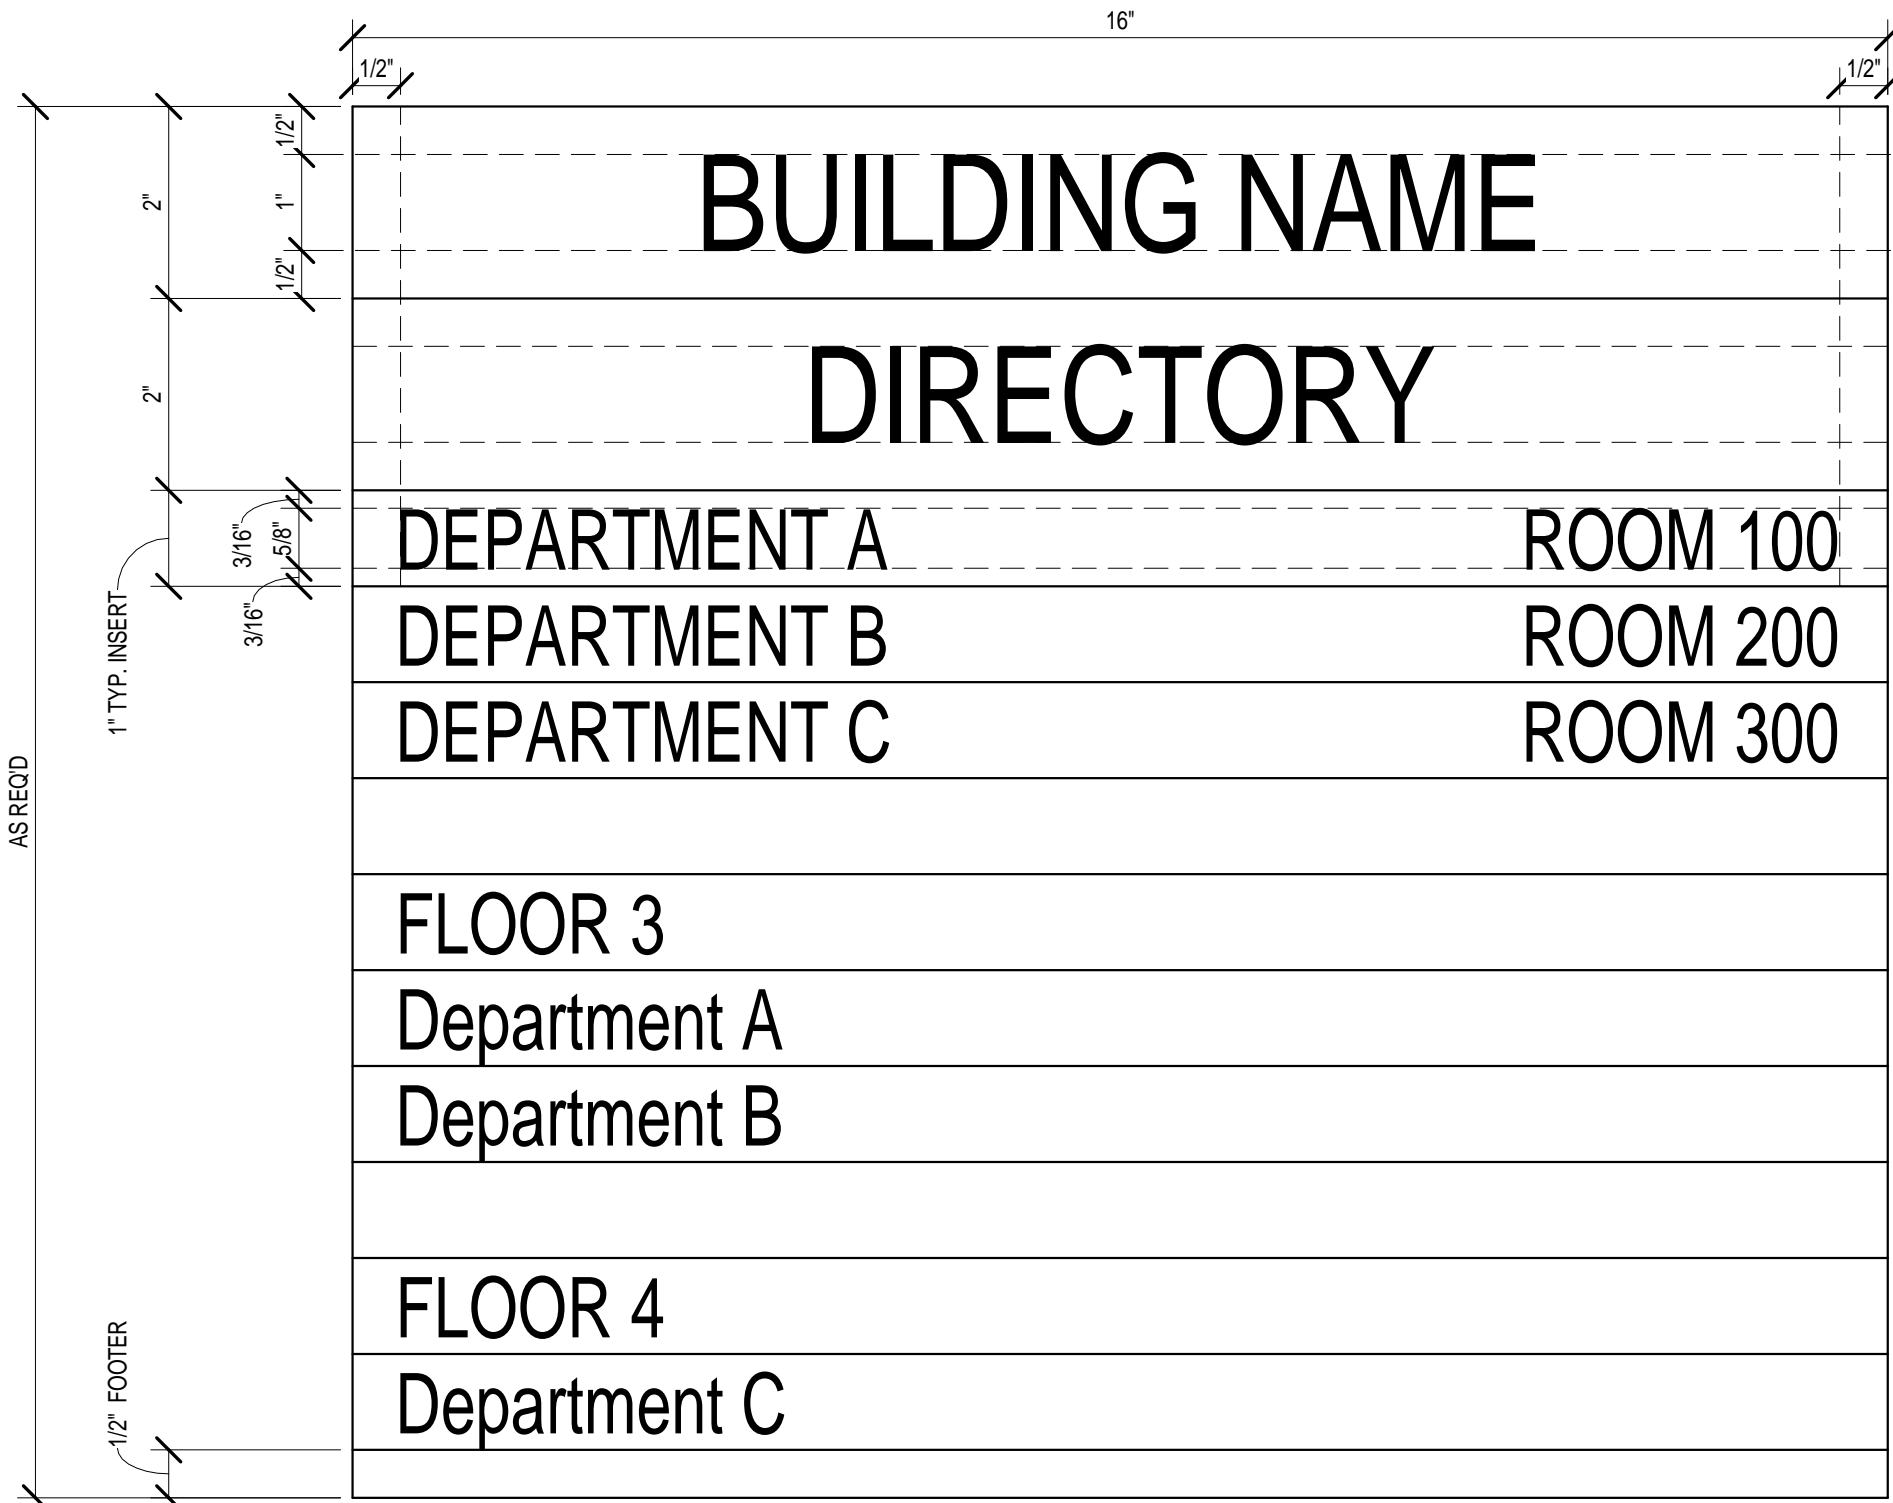 16"
1/2"
1/2"
1/2"
2"
1"
BUILDING NAME
1/2"
2"
DIRECTORY
3/16"
5/8"
DEPARTMENT A ROOM 100
3/16"
1" TYP. INSERT
DEPARTMENT B ROOM 200
DEPARTMENT C ROOM 300
AS REQ'D
FLOOR 3
Department A
Department B
FLOOR 4
1/2" FOOTER
Department C